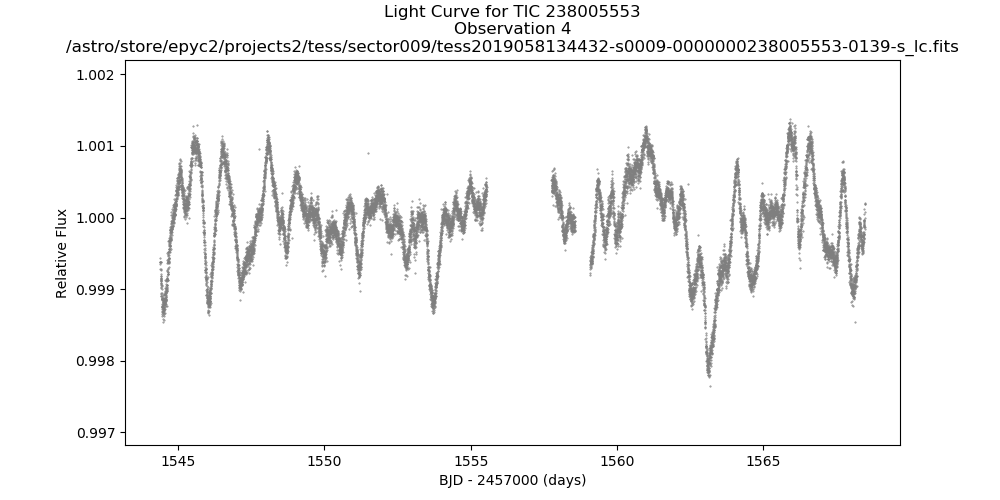 Light Curve for TIC 238005553
Observation 4
/astro/store/epyc2/projects2/tess/sector009/tess2019058134432-s0009-0000000238005553-0139-s_lc.fits
1.002
1.001
1.000
0.999
0.998
0.997
Relative Flux
1545
1550
1555
1560
1565
BJD - 2457000 (days)